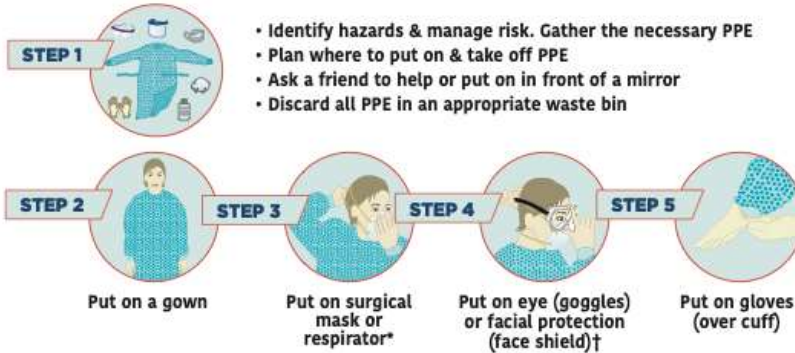 STEP 1
• Identify hazards & manage risk. Gather the necessary PPE
• Plan where to put on & take off PPE
• Ask a friend to help or put on in front of a mirror
• Discard all PPE in an appropriate waste bin
STEP 2
Put on a gown
STEP 3
Put on surgical
mask or
respirator*
STEP 4
Put on eye (goggles)
or facial protection
(face shield)†
STEP 5
Put on gloves
(over cuff)